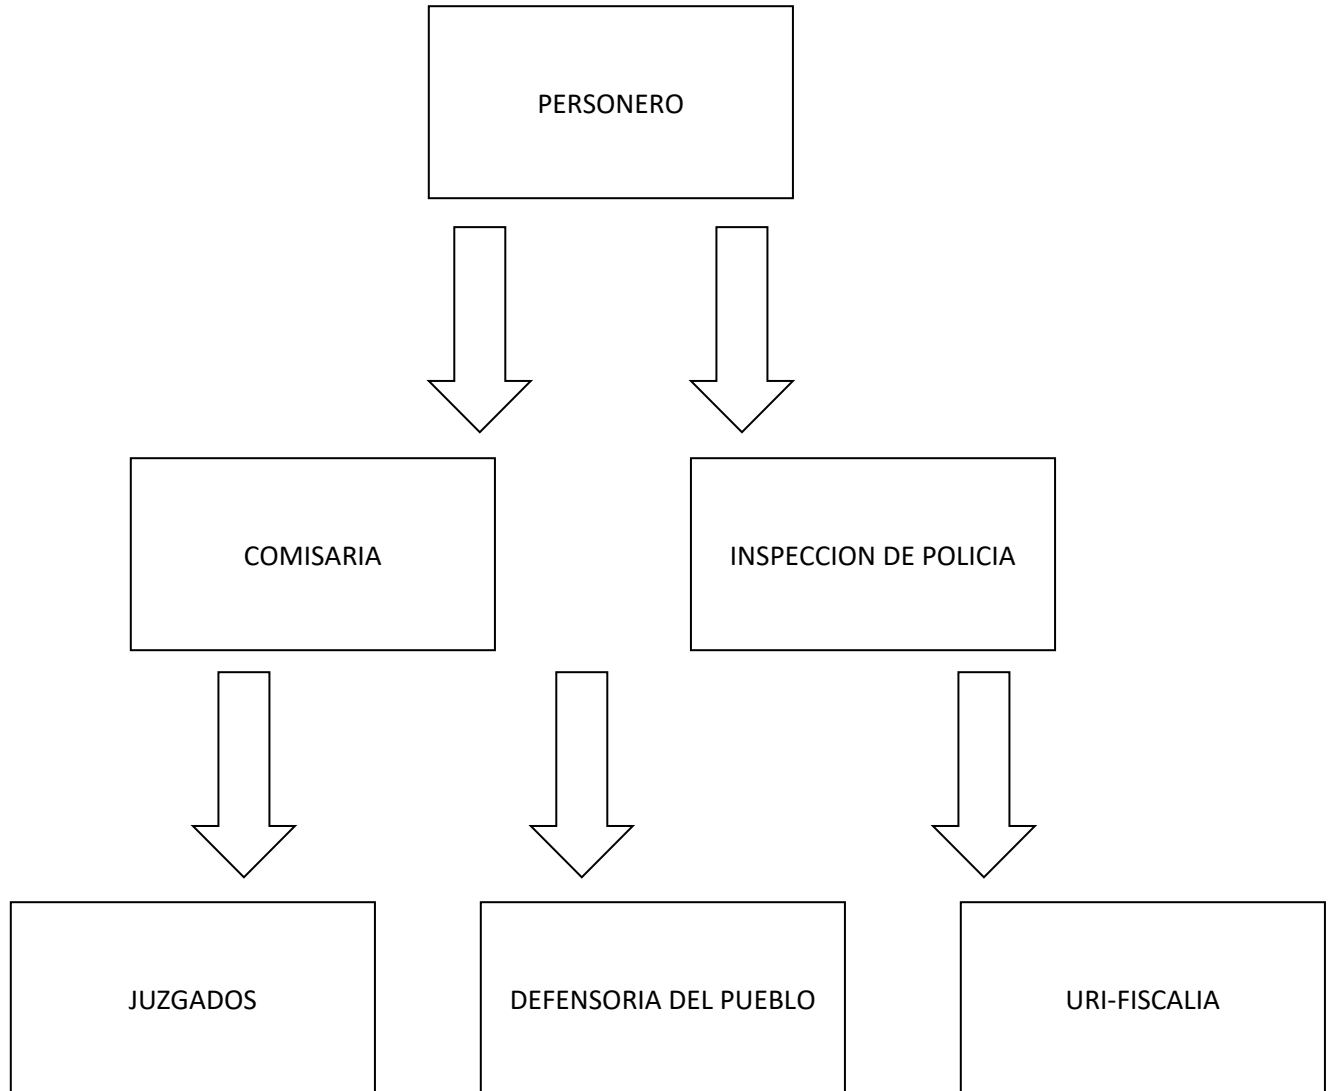 PERSONERO
COMISARIA
INSPECCION DE POLICIA
JUZGADOS
DEFENSORIA DEL PUEBLO
URI-FISCALIA